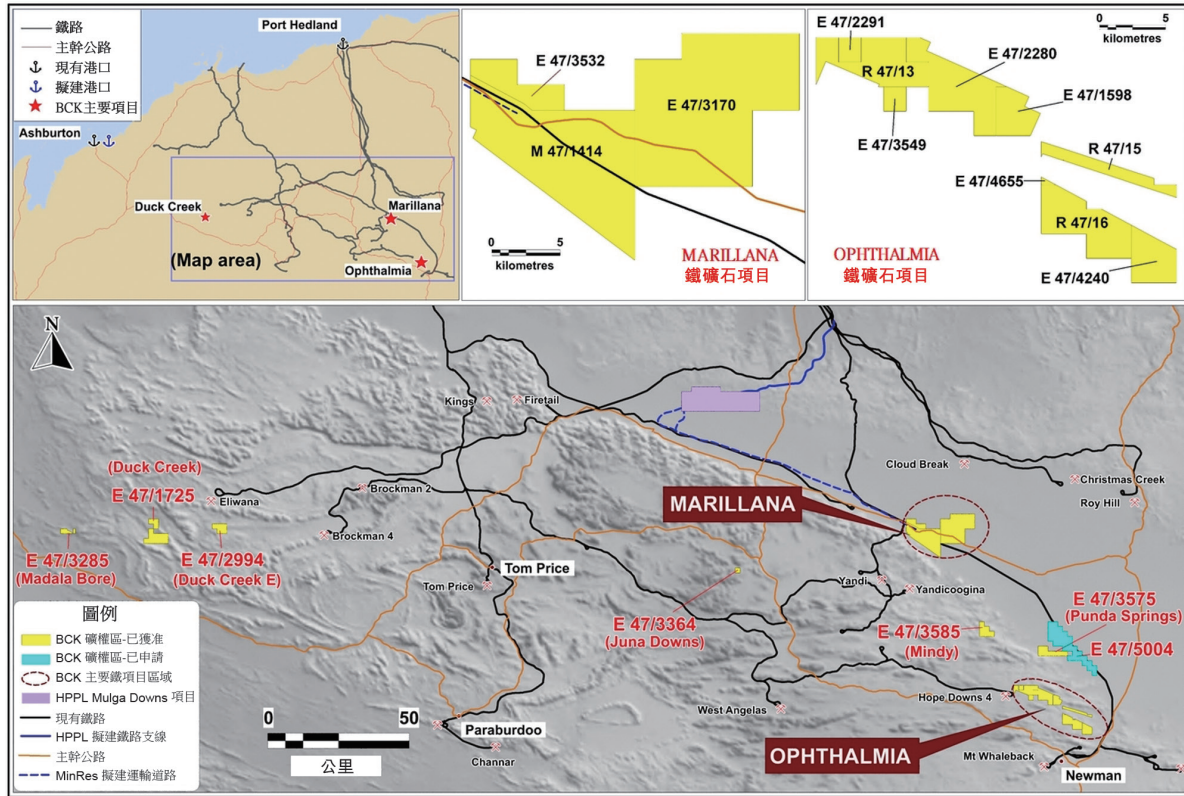 鐵路
主幹公路
現有港口
擬建港口
BCK主要項目
Port Hedland
Ashburton
Duck Creek
Marillana
(Map area)
Ophthalmia
E 47/3532
E 47/3170
M 47/1414
0 5
kilometres
MARILLANA
鐵礦石項目
E 47/2291
0 5
kilometres
E 47/2280
R 47/13
E 47/1598
E 47/3549
R 47/15
E 47/4655
R 47/16
E 47/4240
OPHTHALMIA
鐵礦石項目
N
Kings
Firetail
(Duck Creek)
E 47/1725
Eliwana
Brockman 2
Brockman 4
Cloud Break
Christmas Creek
Roy Hill
MARILLANA
E 47/3285
(Madala Bore)
E 47/2994
(Duck Creek E)
Tom Price
Tom Price
E 47/3364
(Juna Downs)
Yandi
Yandicoogina
E 47/3585
(Mindy)
E 47/3575
(Punda Springs)
E 47/5004
Hope Downs 4
West Angelas
OPHTHALMIA
Mt Whaleback
Newman
Paraburdoo
Channar
0 50
公里
圖例
BCK 礦權區-已獲准
BCK 礦權區-已申請
BCK 主要鐵項目區域
HPPL Mulga Downs 項目
現有鐵路
HPPL 擬建鐵路支線
主幹公路
MinRes 擬建運輸道路